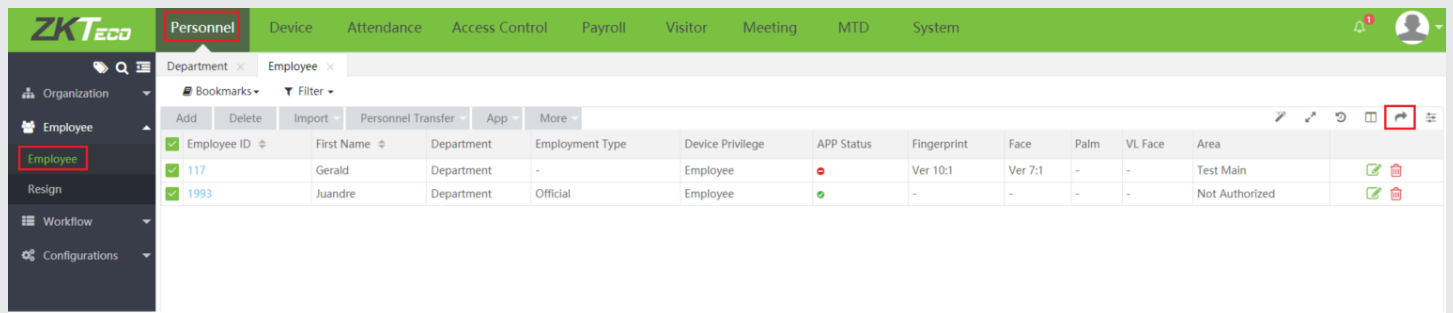 ZKTeco Personnel Device Attendance Access Control Payroll Visitor Meeting MTD System 1
Department × Employee ×
Bookmarks Filter
Organization
Employee
Employee
Resign
Workflow
Configurations
Add Delete Import Personnel Transfer App More
Employee ID First Name Department Employment Type Device Privilege APP Status Fingerprint Face Palm VL Face Area
117 Gerald Department - Employee Ver 10:1 Ver 7:1 - - Test Main
1993 Juandre Department Official Employee - - - - Not Authorized